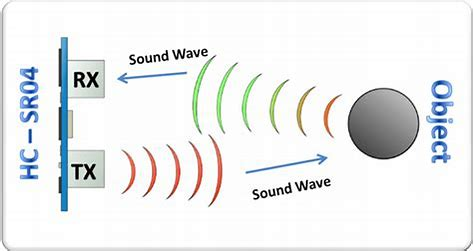 HC – SR04
RX
TX
Sound Wave
Sound Wave
Object